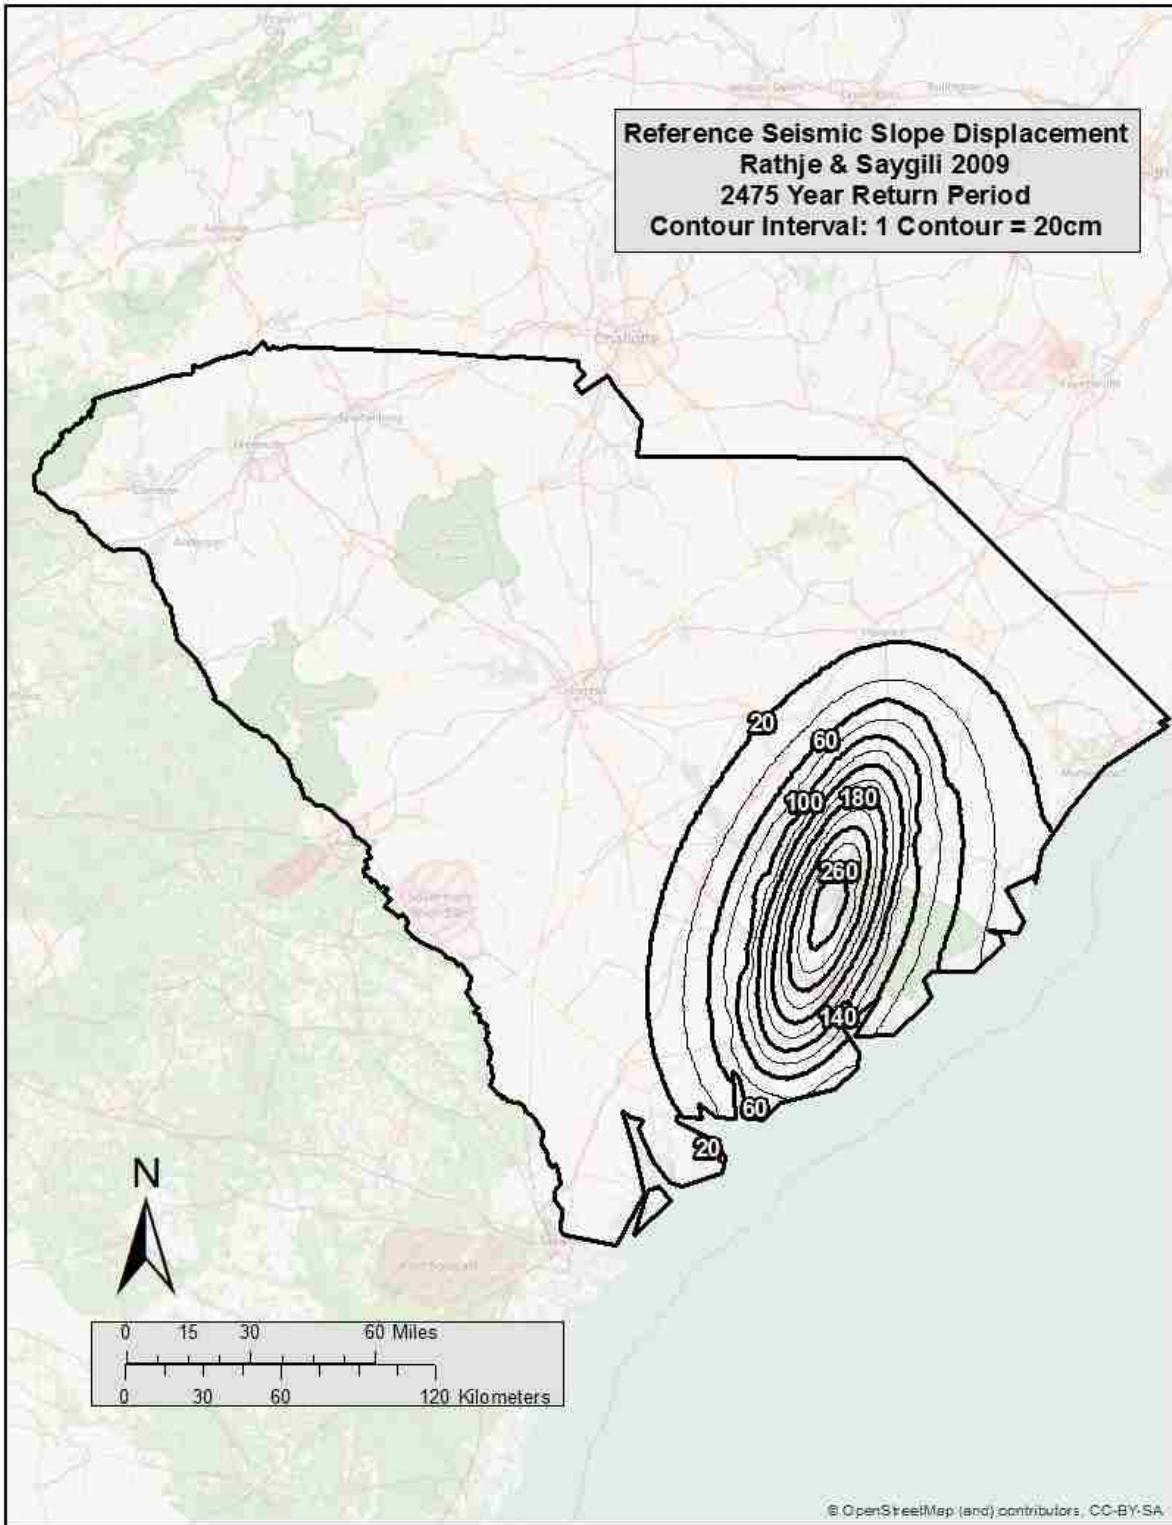 Reference Seismic Slope Displacement
Rathje & Saygili 2009
2475 Year Return Period
Contour Interval: 1 Contour = 20cm
Charlotte
20
60
100
180
260
140
60
20
N
0 15 30 60 Miles
0 30 60 120 Kilometers
© OpenStreetMap (and) contributors, CC-BY-SA